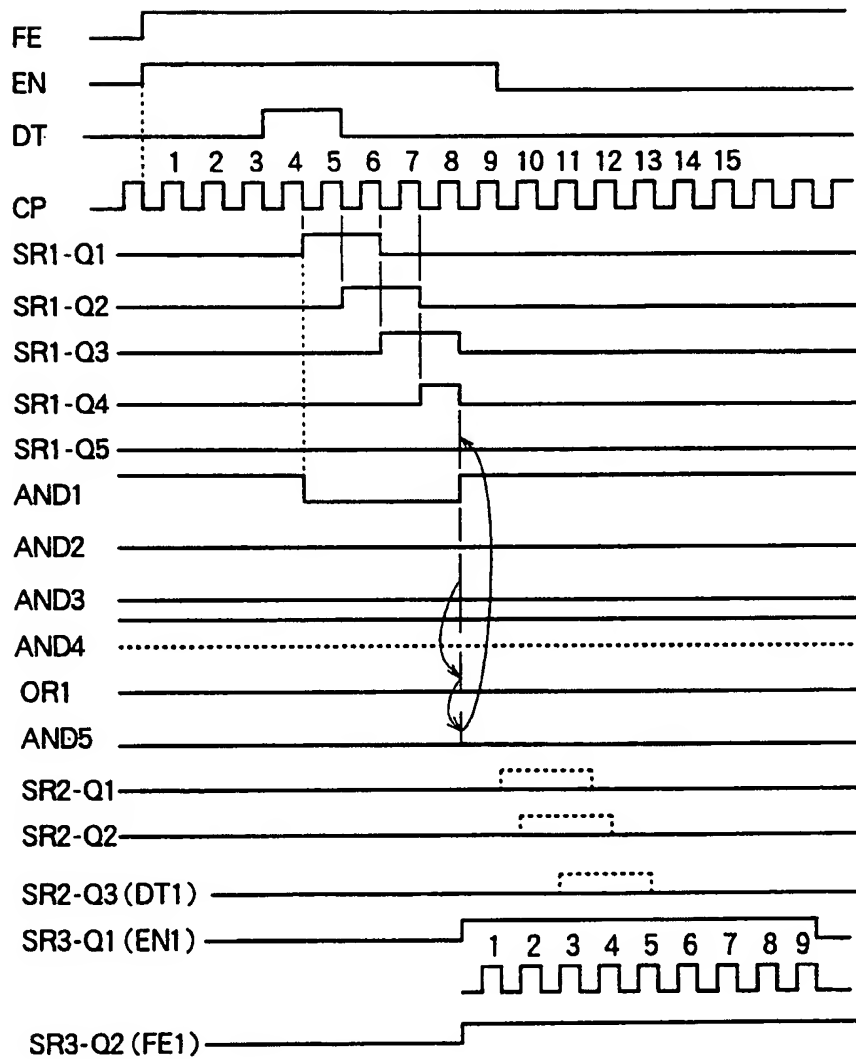 FE
EN
DT
1 2 3 4 5 6 7 8 9 10 11 12 13 14 15
CP
SR1-Q1
SR1-Q2
SR1-Q3
SR1-Q4
SR1-Q5
AND1
AND2
AND3
AND4
OR1
AND5
SR2-Q1
SR2-Q2
SR2-Q3 (DT1)
SR3-Q1 (EN1)
1 2 3 4 5 6 7 8 9
SR3-Q2 (FE1)